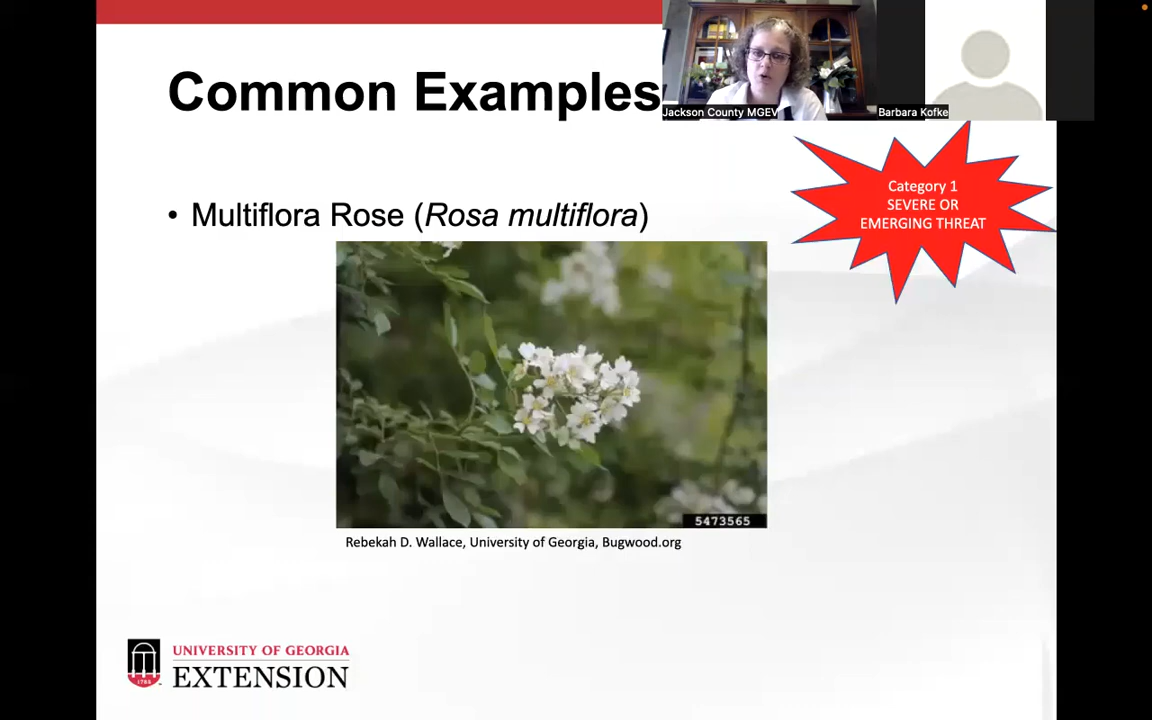 Common Examples
Jackson County MGEV
Barbara Kofke
Category 1
SEVERE OR
EMERGING THREAT
• Multiflora Rose (Rosa multiflora)
5473565
Rebekah D. Wallace, University of Georgia, Bugwood.org
1785
UNIVERSITY OF GEORGIA
EXTENSION